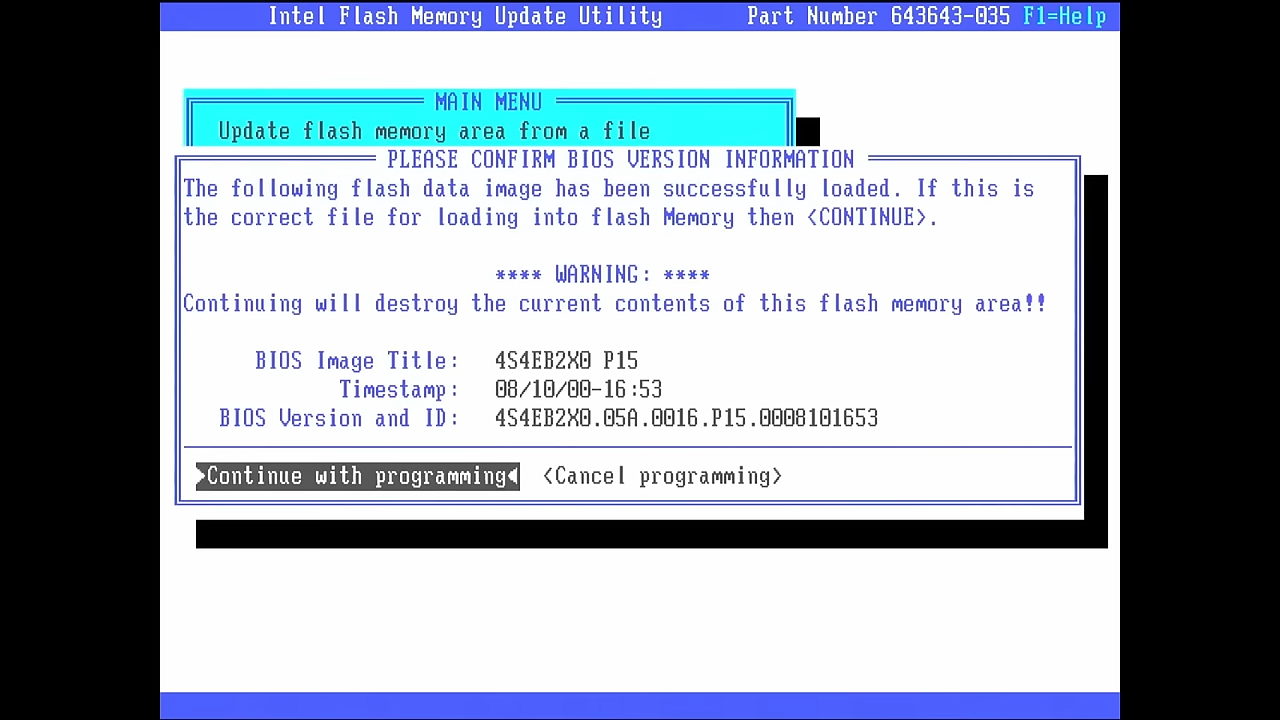 Intel Flash Memory Update Utility Part Number 643643-035 F1=Help
MAIN MENU
Update flash memory area from a file
PLEASE CONFIRM BIOS VERSION INFORMATION
The following flash data image has been successfully loaded. If this is
the correct file for loading into flash Memory then <CONTINUE>.
**** WARNING: ****
Continuing will destroy the current contents of this flash memory area!!
BIOS Image Title: 4S4EB2X0 P15
Timestamp: 08/10/00-16:53
BIOS Version and ID: 4S4EB2X0.05A.0016.P15.0008101653
Continue with programming <Cancel programming>